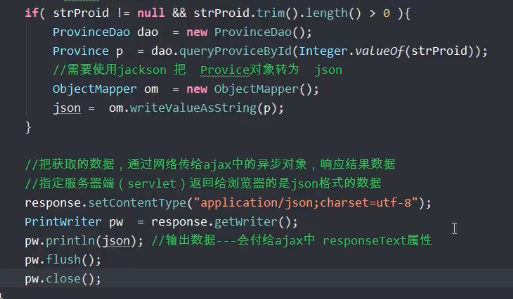 if( strProid != null && strProid.trim().length() > 0 ){
ProvinceDao dao = new ProvinceDao();
Province p = dao.queryProviceById(Integer.valueOf(strProid));
//需要使用jackson 把 Provice对象转为 json
ObjectMapper om = new ObjectMapper();
json = om.writeValueAsString(p);
}
//把获取的数据，通过网络传给ajax中的异步对象，响应结果数据
//指定服务器端（servlet）返回给浏览器的是json格式的数据
response.setContentType("application/json;charset=utf-8");
PrintWriter pw = response.getWriter();
pw.println(json); //输出数据---会付给ajax中 responseText属性
pw.flush();
pw.close();